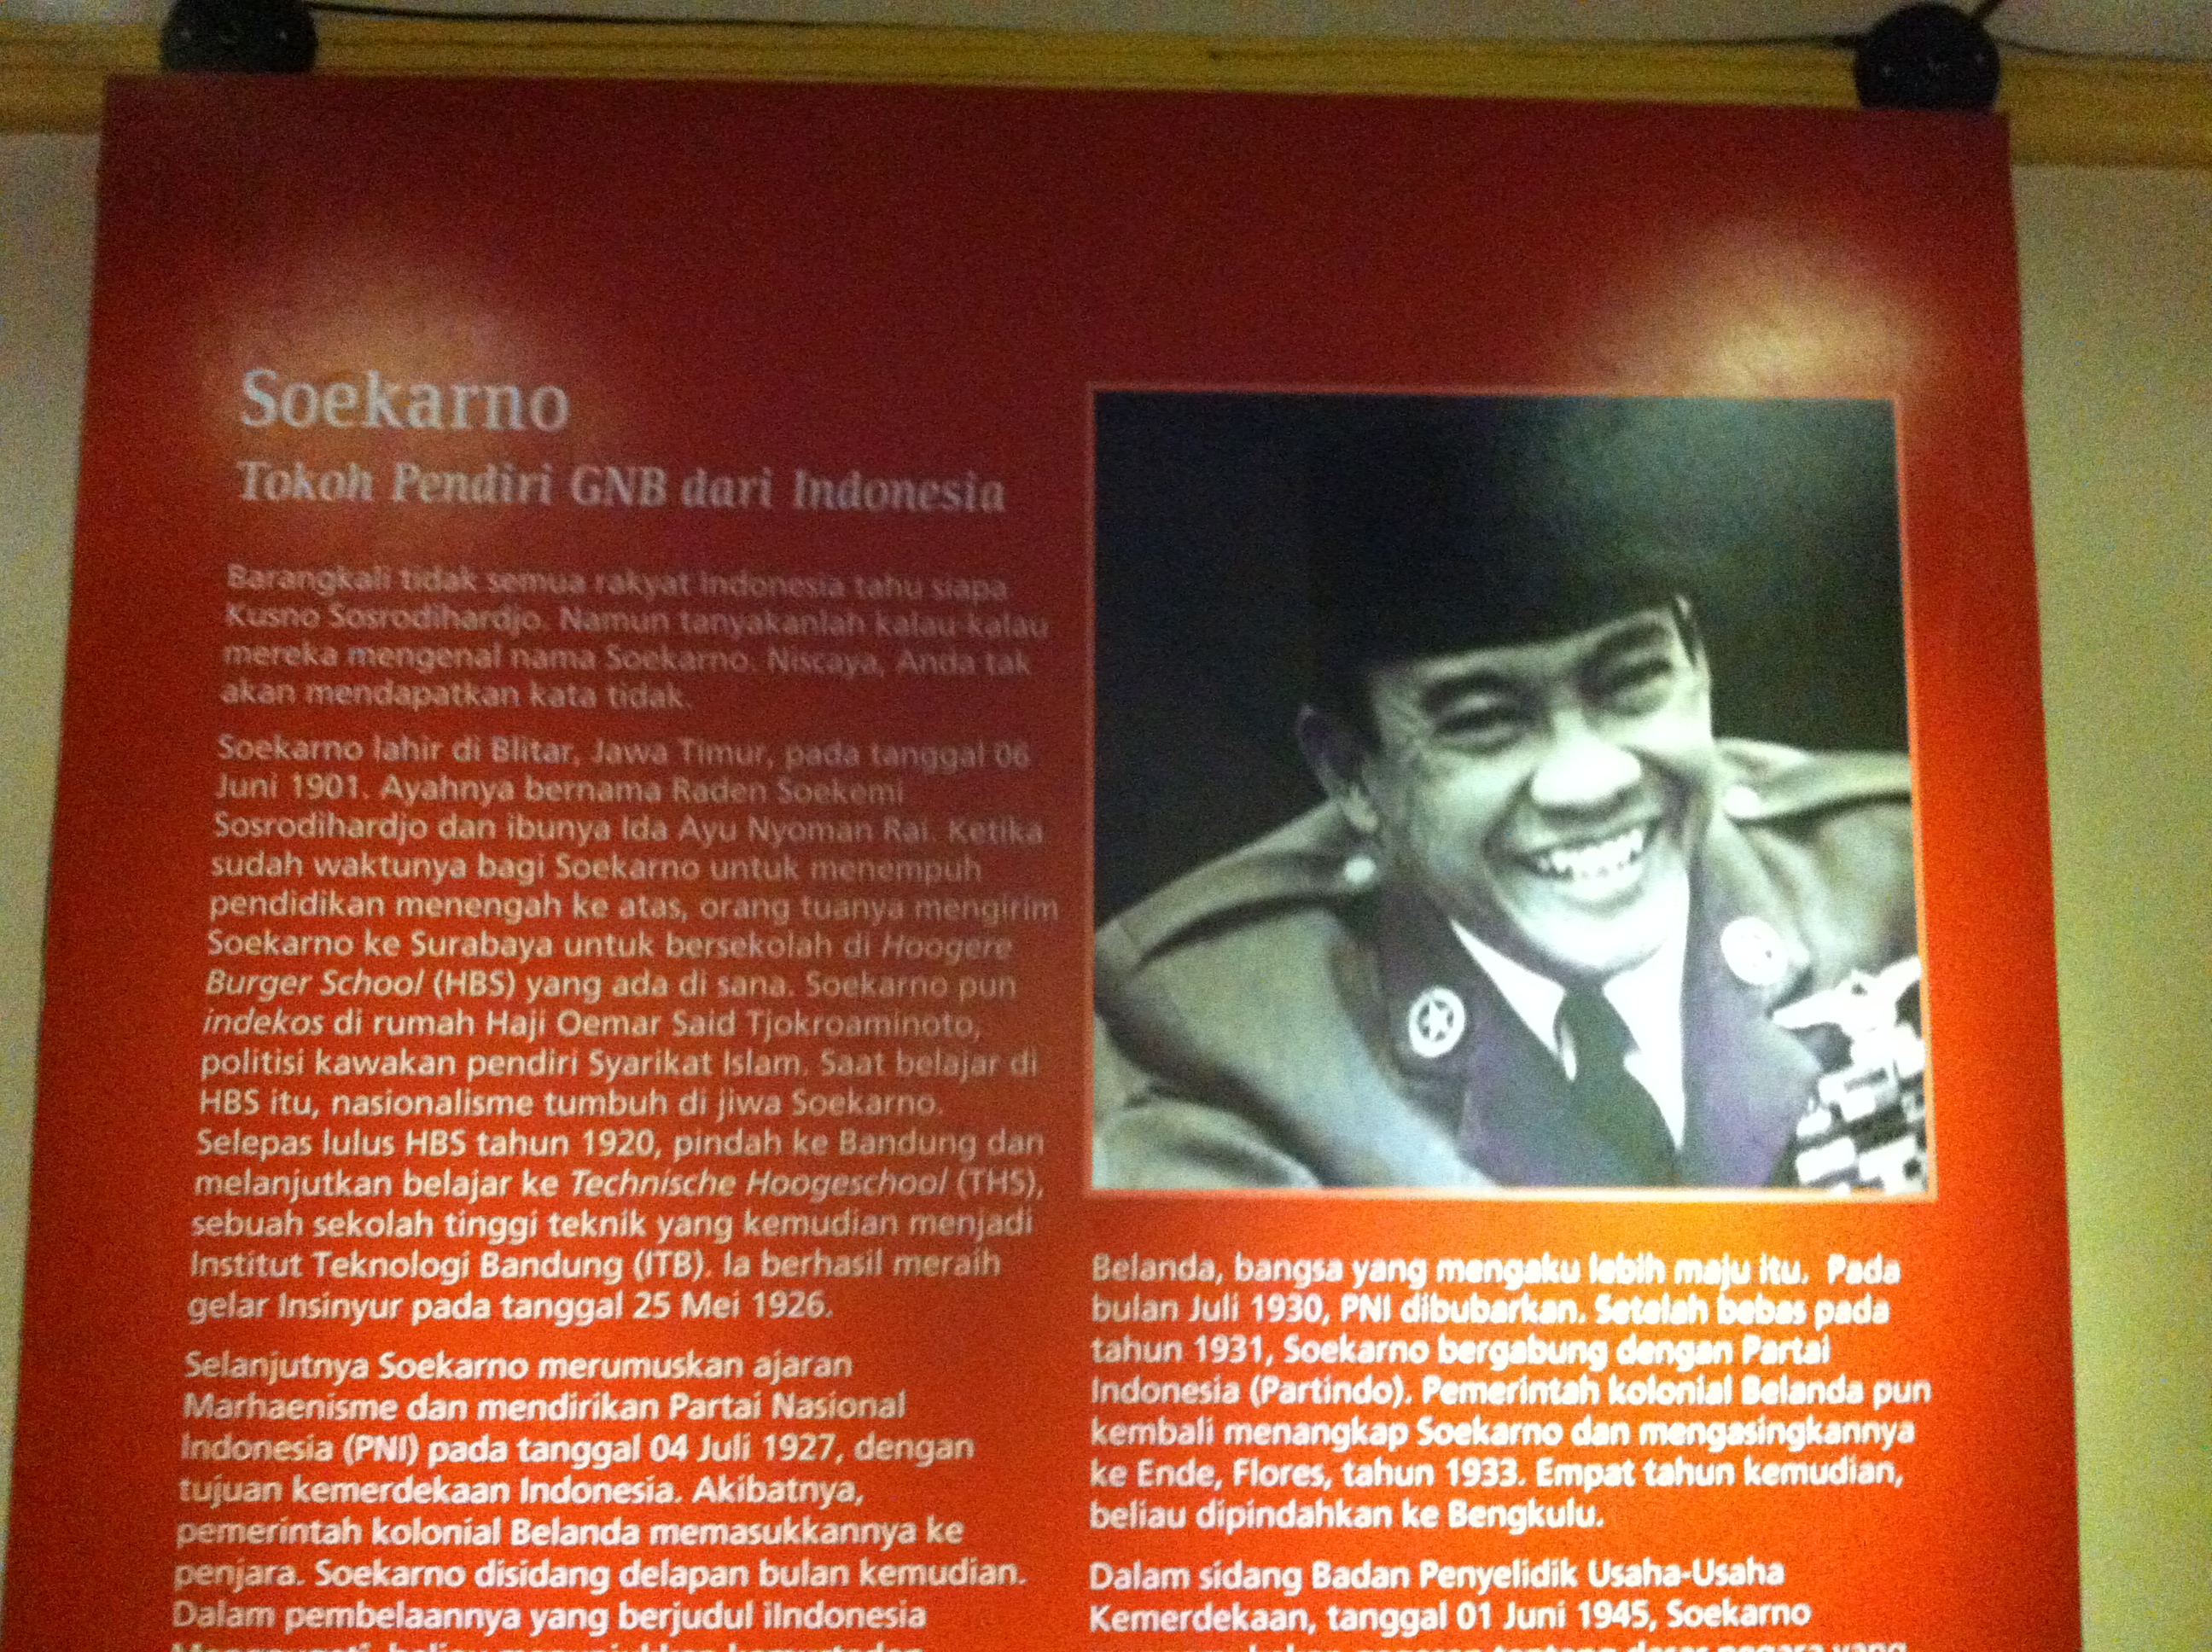 Soekarno
Tokoh Pendiri GNB dari Indonesia
Barangkali tidak semua rakyat Indonesia tahu siapa
Kusno Sosrodihardjo. Namun tanyakanlah kalau-kalau
mereka mengenal nama Soekarno. Niscaya, Anda tak
akan mendapatkan kata tidak.
Soekarno lahir di Blitar, Jawa Timur, pada tanggal 06
Juni 1901. Ayahnya bernama Raden Soekemi
Sosrodihardjo dan ibunya Ida Ayu Nyoman Rai. Ketika
sudah waktunya bagi Soekarno untuk menempuh
pendidikan menengah ke atas, orang tuanya mengirim
Soekarno ke Surabaya untuk bersekolah di Hoogere
Burger School (HBS) yang ada di sana. Soekarno pun
indekos di rumah Haji Oemar Said Tjokroaminoto,
politisi kawakan pendiri Syarikat Islam. Saat belajar di
HBS itu, nasionalisme tumbuh di jiwa Soekarno.
Selepas lulus HBS tahun 1920, pindah ke Bandung dan
melanjutkan belajar ke Technische Hoogeschool (THS),
sebuah sekolah tinggi teknik yang kemudian menjadi
Institut Teknologi Bandung (ITB). Ia berhasil meraih
gelar Insinyur pada tanggal 25 Mei 1926.
Selanjutnya Soekarno merumuskan ajaran
Marhaenisme dan mendirikan Partai Nasional
Indonesia (PNI) pada tanggal 04 Juli 1927, dengan
tujuan kemerdekaan Indonesia. Akibatnya,
pemerintah kolonial Belanda memasukkannya ke
penjara. Soekarno disidang delapan bulan kemudian.
Dalam pembelaannya yang berjudul iIndonesia
Belanda, bangsa yang mengaku lebih maju itu. Pada
bulan Juli 1930, PNI dibubarkan. Setelah bebas pada
tahun 1931, Soekarno bergabung dengan Partai
Indonesia (Partindo). Pemerintah kolonial Belanda pun
kembali menangkap Soekarno dan mengasingkannya
ke Ende, Flores, tahun 1933. Empat tahun kemudian,
beliau dipindahkan ke Bengkulu.
Dalam sidang Badan Penyelidik Usaha-Usaha
Kemerdekaan, tanggal 01 Juni 1945, Soekarno